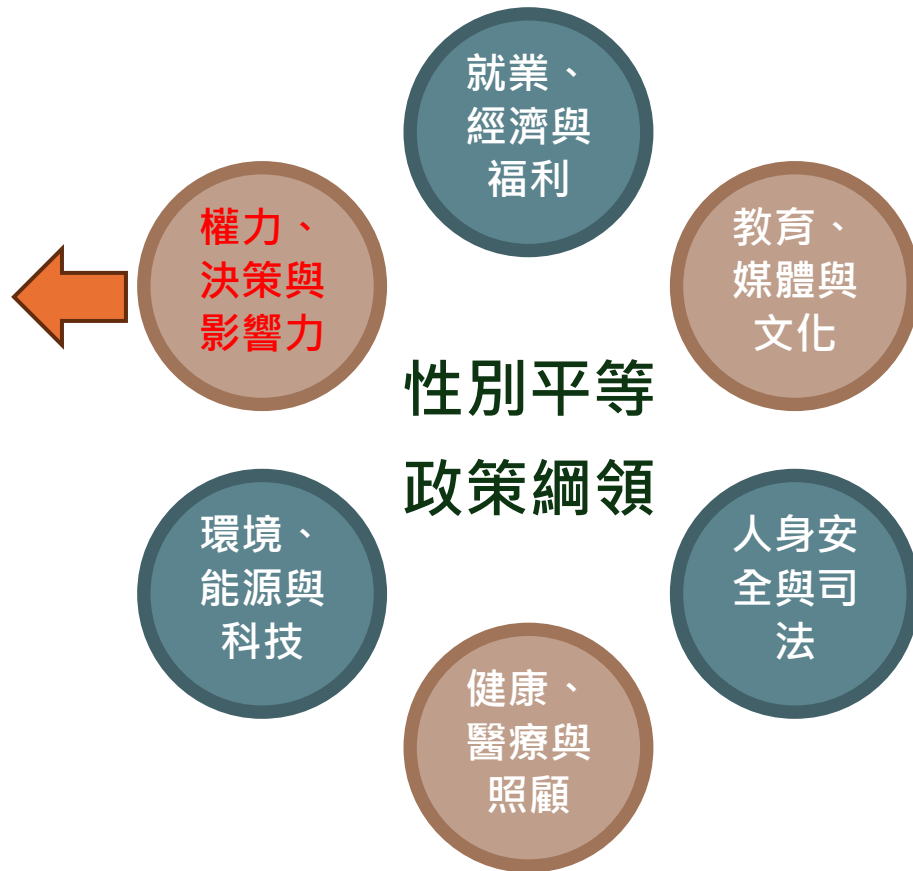 就業、
經濟與
福利
權力、
決策與
影響力
教育、
媒體與
文化
性別平等
政策綱領
環境、
能源與
科技
人身安
全與司
法
健康、
醫療與
照顧